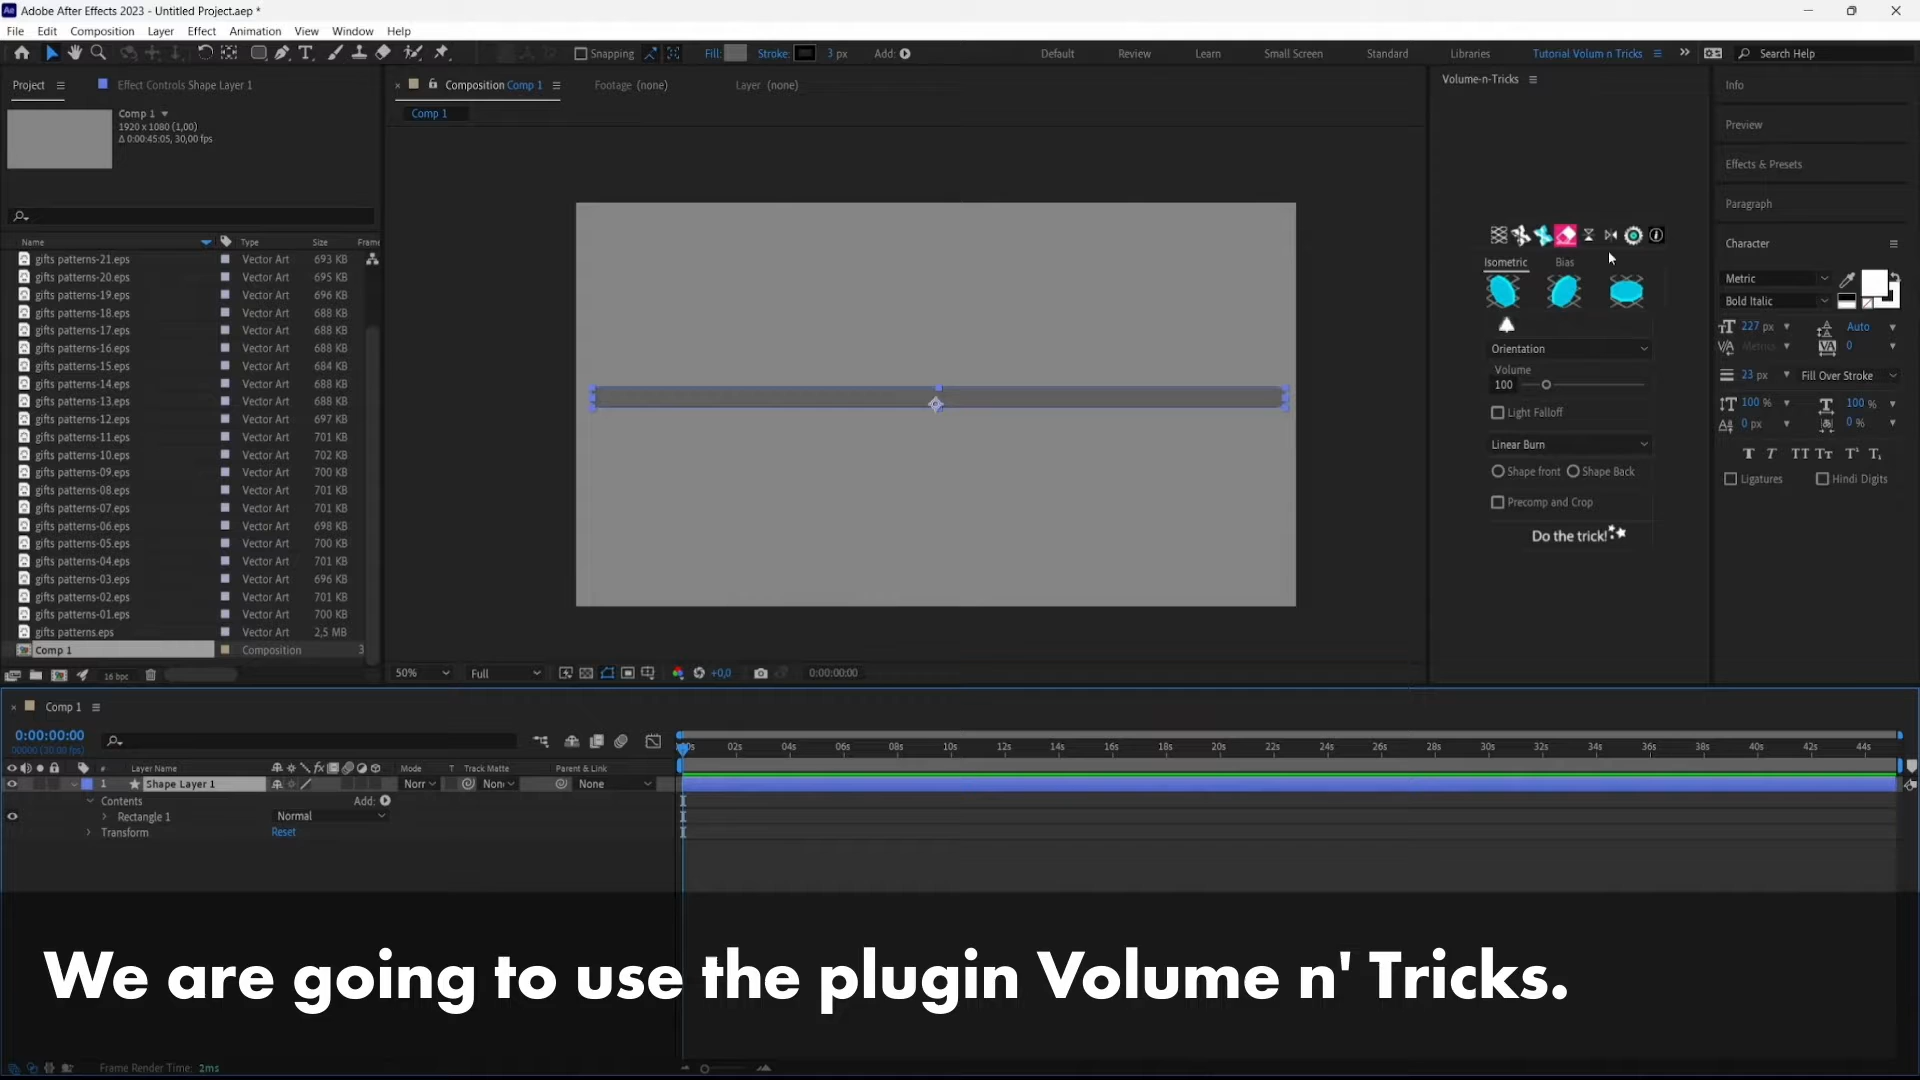 Adobe After Effects 2023 - Untitled Project.aep *
File Edit Composition Layer Effect Animation View Window Help
Snapping Fill: Stroke: 3 px Add: Default Review Learn Small Screen Standard Libraries Tutorial Volum n Tricks Search Help
Project Effect Controls Shape Layer 1
Composition Comp 1 Footage (none) Layer (none)
Comp 1
Comp 1
1920 x 1080 (1,00)
Δ 0:00:45:05, 30,00 fps
Name Type Size Frame
gifts patterns-21.eps Vector Art 693 KB
gifts patterns-20.eps Vector Art 695 KB
gifts patterns-19.eps Vector Art 696 KB
gifts patterns-18.eps Vector Art 688 KB
gifts patterns-17.eps Vector Art 688 KB
gifts patterns-16.eps Vector Art 688 KB
gifts patterns-15.eps Vector Art 684 KB
gifts patterns-14.eps Vector Art 688 KB
gifts patterns-13.eps Vector Art 688 KB
gifts patterns-12.eps Vector Art 697 KB
gifts patterns-11.eps Vector Art 701 KB
gifts patterns-10.eps Vector Art 702 KB
gifts patterns-09.eps Vector Art 700 KB
gifts patterns-08.eps Vector Art 701 KB
gifts patterns-07.eps Vector Art 701 KB
gifts patterns-06.eps Vector Art 698 KB
gifts patterns-05.eps Vector Art 700 KB
gifts patterns-04.eps Vector Art 701 KB
gifts patterns-03.eps Vector Art 696 KB
gifts patterns-02.eps Vector Art 701 KB
gifts patterns-01.eps Vector Art 700 KB
gifts patterns.eps Vector Art 2,5 MB
Comp 1 Composition 3
16 bpc
50% Full +0,0 0:00:00:00
Volume-n-Tricks
Isometric Bias
Orientation
Volume
100
Light Falloff
Linear Burn
Shape front Shape Back
Precomp and Crop
Do the trick!
Info
Preview
Effects & Presets
Paragraph
Character
Metric
Bold Italic
227 px Auto
Metrics 0
23 px Fill Over Stroke
100 % 100 %
0 px 0 %
T T TT Tr T¹ T₁
Ligatures Hindi Digits
Comp 1
0:00:00:00
00000 (30.00 fps)
02s 04s 06s 08s 10s 12s 14s 16s 18s 20s 22s 24s 26s 28s 30s 32s 34s 36s 38s 40s 42s 44s
# Layer Name fx Mode T Track Matte Parent & Link
1 Shape Layer 1 Norr Non None
Contents Add:
Rectangle 1 Normal
Transform Reset
We are going to use the plugin Volume n' Tricks.
Frame Render Time: 2ms